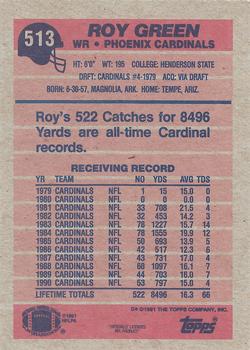 513
ROY GREEN
WR • PHOENIX CARDINALS
HT: 6'0" WT: 195 COLLEGE: HENDERSON STATE
DRFT: CARDINALS #4-1979 ACQ: VIA DRAFT
BORN: 6-30-57, MAGNOLIA, ARK. HOME: TEMPE, ARIZ.
Roy's 522 Catches for 8496
Yards are all-time Cardinal
records.
RECEIVING RECORD
YR TEAM NO YDS AVG TDS
1979 CARDINALS NFL 1 15 15.0 0
1980 CARDINALS NFL 0 0 0.0 0
1981 CARDINALS NFL 33 708 21.5 4
1982 CARDINALS NFL 32 453 14.2 3
1983 CARDINALS NFL 78 1227 15.7 14
1984 CARDINALS NFL 78 1555 19.9 12
1985 CARDINALS NFL 50 693 13.9 5
1986 CARDINALS NFL 42 517 12.3 6
1987 CARDINALS NFL 43 731 17.0 4
1988 CARDINALS NFL 68 1097 16.1 7
1989 CARDINALS NFL 44 703 16.0 7
1990 CARDINALS NFL 53 797 15.0 4
LIFETIME TOTALS 522 8496 16.3 66
©1991
NFLPA
D* ©1991 THE TOPPS COMPANY, INC.
TOPPS